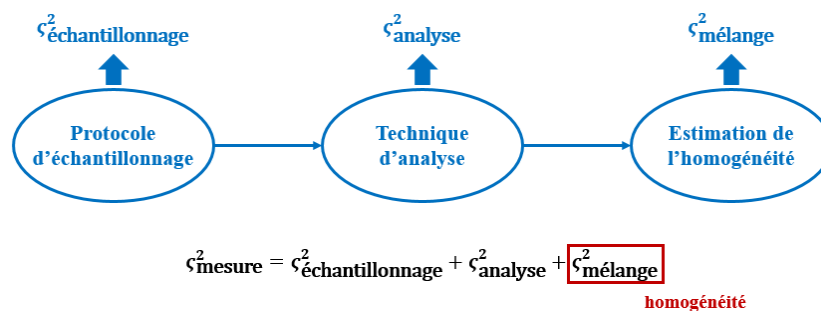 ς²échantillonnage ς²analyse ς²mélange
Protocole d’échantillonnage
Technique d’analyse
Estimation de l’homogénéité
ς²mesure = ς²échantillonnage + ς²analyse + ς²mélange
homogénéité